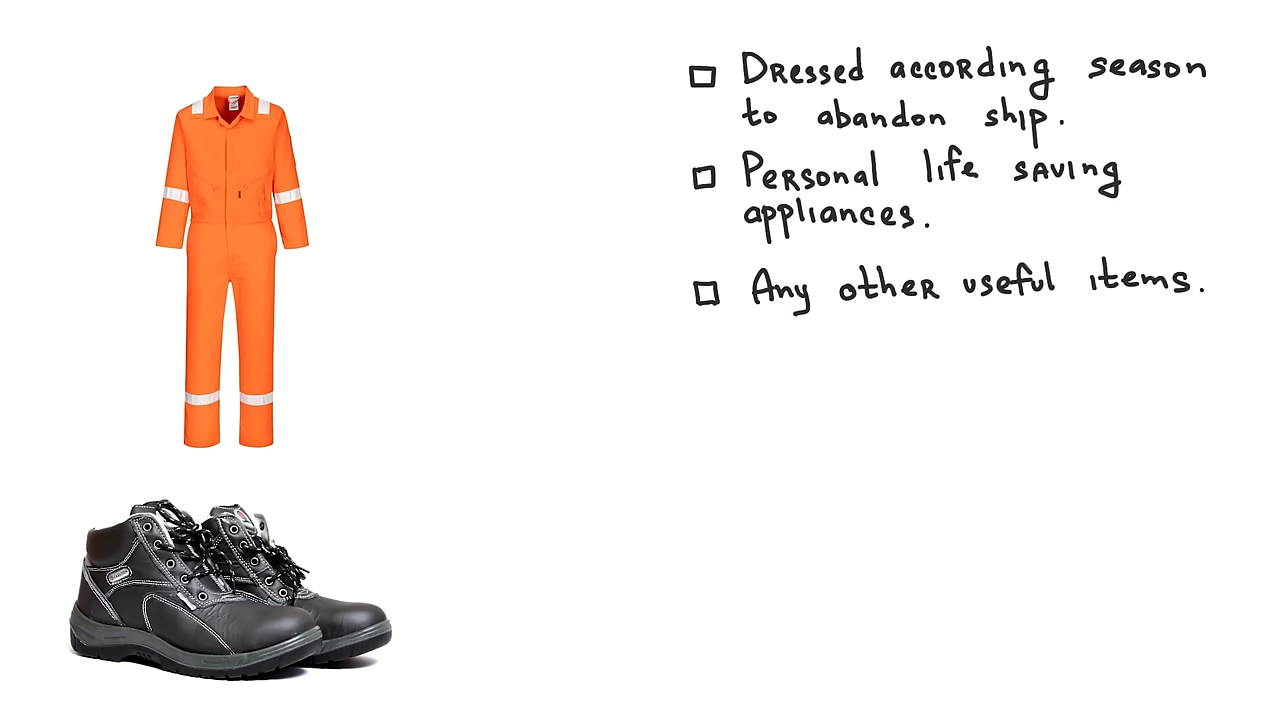 □ Dressed according season
to abandon ship.
□ Personal life saving
appliances.
□ Any other useful items.